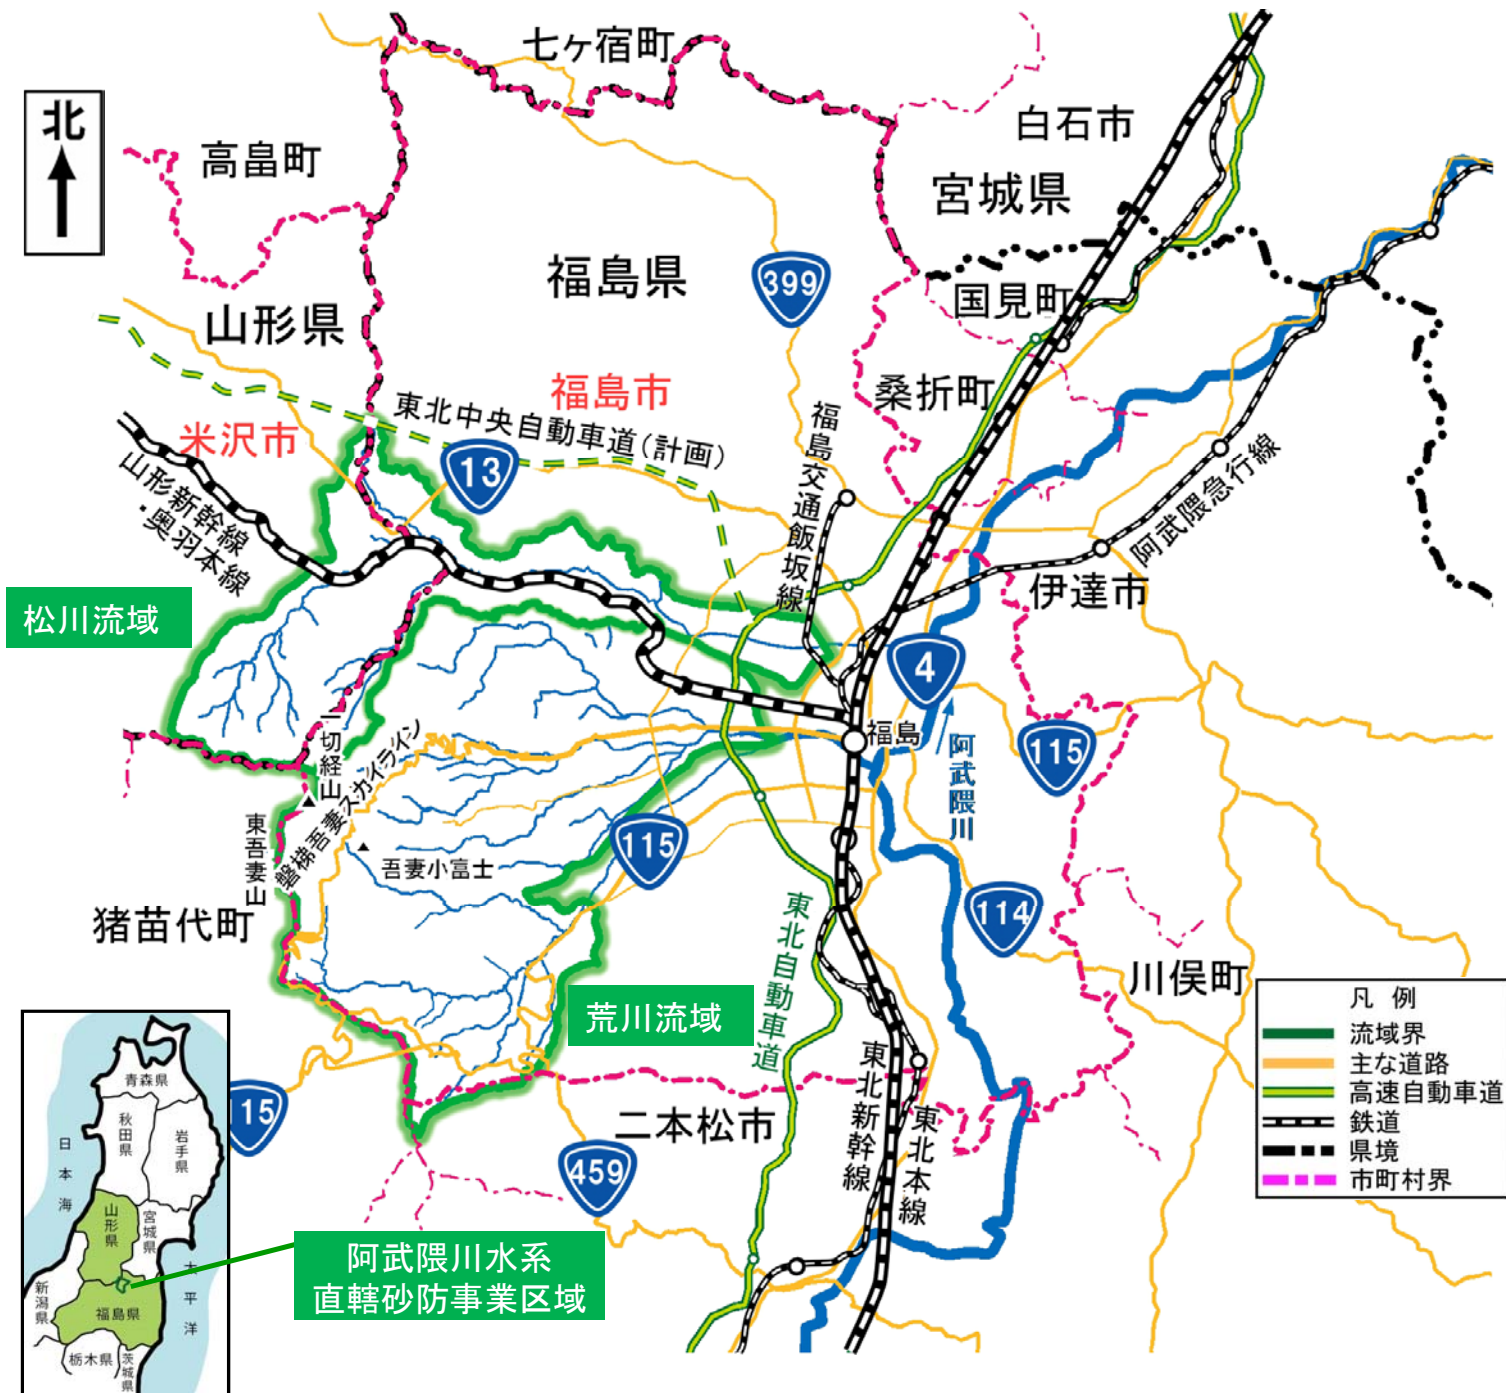 七ヶ宿町
北
白石市
高畠町
宮城県
福島県
399
国見町
山形県
福島市
桑折町
東北中央自動車道(計画)
米沢市
13
福島交通飯坂線
山形新幹線
・奥羽本線
阿武隈急行線
伊達市
松川流域
4
福島
阿武隈川
115
一切経山
磐梯吾妻スカイライン
東吾妻山
吾妻小富士
115
猪苗代町
114
東北自動車道
川俣町
荒川流域
凡 例
流域界
主な道路
高速自動車道
鉄道
県境
市町村界
東北新幹線
東北本線
二本松市
115
459
青森県
秋田県
岩手県
日本海
山形県
宮城県
太平洋
新潟県
福島県
栃木県
茨城県
阿武隈川水系
直轄砂防事業区域